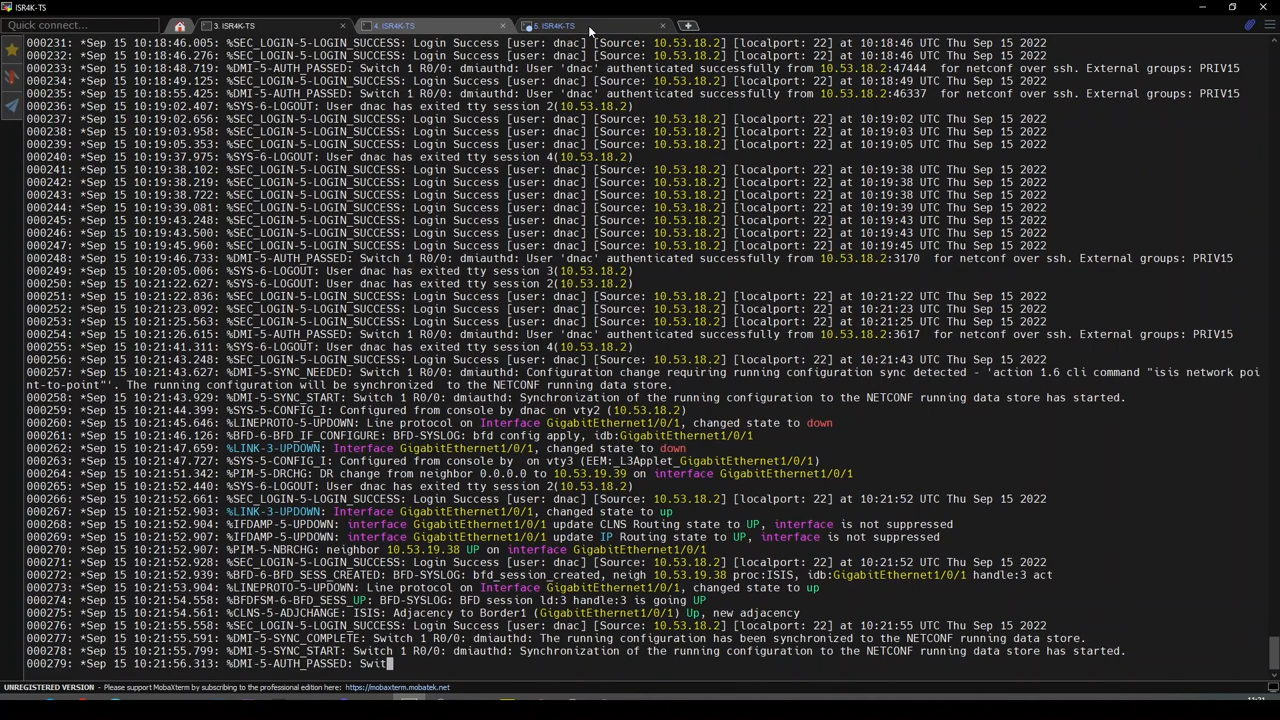 ISR4K-TS
Quick connect...
3. ISR4K-TS
4. ISR4K-TS
5. ISR4K-TS
000231: *Sep 15 10:18:46.005: %SEC_LOGIN-5-LOGIN_SUCCESS: Login Success [user: dnac] [Source: 10.53.18.2] [localport: 22] at 10:18:46 UTC Thu Sep 15 2022
000232: *Sep 15 10:18:46.276: %SEC_LOGIN-5-LOGIN_SUCCESS: Login Success [user: dnac] [Source: 10.53.18.2] [localport: 22] at 10:18:46 UTC Thu Sep 15 2022
000233: *Sep 15 10:18:48.719: %DMI-5-AUTH_PASSED: Switch 1 R0/0: dmiauthd: User 'dnac' authenticated successfully from 10.53.18.2:47444  for netconf over ssh. External groups: PRIV15
000234: *Sep 15 10:18:49.125: %SEC_LOGIN-5-LOGIN_SUCCESS: Login Success [user: dnac] [Source: 10.53.18.2] [localport: 22] at 10:18:49 UTC Thu Sep 15 2022
000235: *Sep 15 10:18:55.425: %DMI-5-AUTH_PASSED: Switch 1 R0/0: dmiauthd: User 'dnac' authenticated successfully from 10.53.18.2:46337  for netconf over ssh. External groups: PRIV15
000236: *Sep 15 10:19:02.407: %SYS-6-LOGOUT: User dnac has exited tty session 2(10.53.18.2)
000237: *Sep 15 10:19:02.656: %SEC_LOGIN-5-LOGIN_SUCCESS: Login Success [user: dnac] [Source: 10.53.18.2] [localport: 22] at 10:19:02 UTC Thu Sep 15 2022
000238: *Sep 15 10:19:03.958: %SEC_LOGIN-5-LOGIN_SUCCESS: Login Success [user: dnac] [Source: 10.53.18.2] [localport: 22] at 10:19:03 UTC Thu Sep 15 2022
000239: *Sep 15 10:19:05.353: %SEC_LOGIN-5-LOGIN_SUCCESS: Login Success [user: dnac] [Source: 10.53.18.2] [localport: 22] at 10:19:05 UTC Thu Sep 15 2022
000240: *Sep 15 10:19:37.975: %SYS-6-LOGOUT: User dnac has exited tty session 4(10.53.18.2)
000241: *Sep 15 10:19:38.102: %SEC_LOGIN-5-LOGIN_SUCCESS: Login Success [user: dnac] [Source: 10.53.18.2] [localport: 22] at 10:19:38 UTC Thu Sep 15 2022
000242: *Sep 15 10:19:38.219: %SEC_LOGIN-5-LOGIN_SUCCESS: Login Success [user: dnac] [Source: 10.53.18.2] [localport: 22] at 10:19:38 UTC Thu Sep 15 2022
000243: *Sep 15 10:19:38.722: %SEC_LOGIN-5-LOGIN_SUCCESS: Login Success [user: dnac] [Source: 10.53.18.2] [localport: 22] at 10:19:38 UTC Thu Sep 15 2022
000244: *Sep 15 10:19:39.081: %SEC_LOGIN-5-LOGIN_SUCCESS: Login Success [user: dnac] [Source: 10.53.18.2] [localport: 22] at 10:19:39 UTC Thu Sep 15 2022
000245: *Sep 15 10:19:43.248: %SEC_LOGIN-5-LOGIN_SUCCESS: Login Success [user: dnac] [Source: 10.53.18.2] [localport: 22] at 10:19:43 UTC Thu Sep 15 2022
000246: *Sep 15 10:19:43.500: %SEC_LOGIN-5-LOGIN_SUCCESS: Login Success [user: dnac] [Source: 10.53.18.2] [localport: 22] at 10:19:43 UTC Thu Sep 15 2022
000247: *Sep 15 10:19:45.960: %SEC_LOGIN-5-LOGIN_SUCCESS: Login Success [user: dnac] [Source: 10.53.18.2] [localport: 22] at 10:19:45 UTC Thu Sep 15 2022
000248: *Sep 15 10:19:46.733: %DMI-5-AUTH_PASSED: Switch 1 R0/0: dmiauthd: User 'dnac' authenticated successfully from 10.53.18.2:3170  for netconf over ssh. External groups: PRIV15
000249: *Sep 15 10:20:05.006: %SYS-6-LOGOUT: User dnac has exited tty session 3(10.53.18.2)
000250: *Sep 15 10:21:22.627: %SYS-6-LOGOUT: User dnac has exited tty session 2(10.53.18.2)
000251: *Sep 15 10:21:22.836: %SEC_LOGIN-5-LOGIN_SUCCESS: Login Success [user: dnac] [Source: 10.53.18.2] [localport: 22] at 10:21:22 UTC Thu Sep 15 2022
000252: *Sep 15 10:21:23.092: %SEC_LOGIN-5-LOGIN_SUCCESS: Login Success [user: dnac] [Source: 10.53.18.2] [localport: 22] at 10:21:23 UTC Thu Sep 15 2022
000253: *Sep 15 10:21:25.563: %SEC_LOGIN-5-LOGIN_SUCCESS: Login Success [user: dnac] [Source: 10.53.18.2] [localport: 22] at 10:21:25 UTC Thu Sep 15 2022
000254: *Sep 15 10:21:26.615: %DMI-5-AUTH_PASSED: Switch 1 R0/0: dmiauthd: User 'dnac' authenticated successfully from 10.53.18.2:3617  for netconf over ssh. External groups: PRIV15
000255: *Sep 15 10:21:41.311: %SYS-6-LOGOUT: User dnac has exited tty session 4(10.53.18.2)
000256: *Sep 15 10:21:43.248: %SEC_LOGIN-5-LOGIN_SUCCESS: Login Success [user: dnac] [Source: 10.53.18.2] [localport: 22] at 10:21:43 UTC Thu Sep 15 2022
000257: *Sep 15 10:21:43.627: %DMI-5-SYNC_NEEDED: Switch 1 R0/0: dmiauthd: Configuration change requiring running configuration sync detected - 'action 1.6 cli command "isis network poi
nt-to-point"'. The running configuration will be synchronized  to the NETCONF running data store.
000258: *Sep 15 10:21:43.929: %DMI-5-SYNC_START: Switch 1 R0/0: dmiauthd: Synchronization of the running configuration to the NETCONF running data store has started.
000259: *Sep 15 10:21:44.399: %SYS-5-CONFIG_I: Configured from console by dnac on vty2 (10.53.18.2)
000260: *Sep 15 10:21:45.646: %LINEPROTO-5-UPDOWN: Line protocol on Interface GigabitEthernet1/0/1, changed state to down
000261: *Sep 15 10:21:46.126: %BFD-6-BFD_IF_CONFIGURE: BFD-SYSLOG: bfd config apply, idb:GigabitEthernet1/0/1
000262: *Sep 15 10:21:47.659: %LINK-3-UPDOWN: Interface GigabitEthernet1/0/1, changed state to down
000263: *Sep 15 10:21:47.727: %SYS-5-CONFIG_I: Configured from console by  on vty3 (EEM:_L3Applet_GigabitEthernet1/0/1)
000264: *Sep 15 10:21:51.342: %PIM-5-DRCHG: DR change from neighbor 0.0.0.0 to 10.53.19.39 on interface GigabitEthernet1/0/1
000265: *Sep 15 10:21:52.440: %SYS-6-LOGOUT: User dnac has exited tty session 2(10.53.18.2)
000266: *Sep 15 10:21:52.661: %SEC_LOGIN-5-LOGIN_SUCCESS: Login Success [user: dnac] [Source: 10.53.18.2] [localport: 22] at 10:21:52 UTC Thu Sep 15 2022
000267: *Sep 15 10:21:52.903: %LINK-3-UPDOWN: Interface GigabitEthernet1/0/1, changed state to up
000268: *Sep 15 10:21:52.904: %IFDAMP-5-UPDOWN: interface GigabitEthernet1/0/1 update CLNS Routing state to UP, interface is not suppressed
000269: *Sep 15 10:21:52.907: %IFDAMP-5-UPDOWN: interface GigabitEthernet1/0/1 update IP Routing state to UP, interface is not suppressed
000270: *Sep 15 10:21:52.907: %PIM-5-NBRCHG: neighbor 10.53.19.38 UP on interface GigabitEthernet1/0/1
000271: *Sep 15 10:21:52.928: %SEC_LOGIN-5-LOGIN_SUCCESS: Login Success [user: dnac] [Source: 10.53.18.2] [localport: 22] at 10:21:52 UTC Thu Sep 15 2022
000272: *Sep 15 10:21:52.939: %BFD-6-BFD_SESS_CREATED: BFD-SYSLOG: bfd_session_created, neigh 10.53.19.38 proc:ISIS, idb:GigabitEthernet1/0/1 handle:3 act
000273: *Sep 15 10:21:53.904: %LINEPROTO-5-UPDOWN: Line protocol on Interface GigabitEthernet1/0/1, changed state to up
000274: *Sep 15 10:21:54.558: %BFDFSM-6-BFD_SESS_UP: BFD-SYSLOG: BFD session ld:3 handle:3 is going UP
000275: *Sep 15 10:21:54.561: %CLNS-5-ADJCHANGE: ISIS: Adjacency to Border1 (GigabitEthernet1/0/1) Up, new adjacency
000276: *Sep 15 10:21:55.558: %SEC_LOGIN-5-LOGIN_SUCCESS: Login Success [user: dnac] [Source: 10.53.18.2] [localport: 22] at 10:21:55 UTC Thu Sep 15 2022
000277: *Sep 15 10:21:55.591: %DMI-5-SYNC_COMPLETE: Switch 1 R0/0: dmiauthd: The running configuration has been synchronized to the NETCONF running data store.
000278: *Sep 15 10:21:55.799: %DMI-5-SYNC_START: Switch 1 R0/0: dmiauthd: Synchronization of the running configuration to the NETCONF running data store has started.
000279: *Sep 15 10:21:56.313: %DMI-5-AUTH_PASSED: Swit
UNREGISTERED VERSION - Please support MobaXterm by subscribing to the professional edition here: https://mobaxterm.mobatek.net